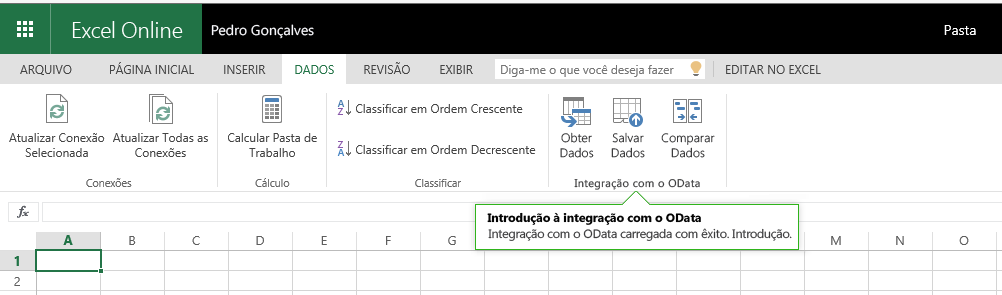 Excel Online Pedro Gonçalves Pasta
ARQUIVO PÁGINA INICIAL INSERIR DADOS REVISÃO EXIBIR Diga-me o que você deseja fazer EDITAR NO EXCEL
Atualizar Conexão
Selecionada
Atualizar Todas as
Conexões
Conexões
Calcular Pasta de
Trabalho
Cálculo
A
Z
Classificar em Ordem Crescente
Z
A
Classificar em Ordem Decrescente
Classificar
Obter
Dados
Salvar
Dados
Comparar
Dados
Integração com o OData
fx
Introdução à integração com o OData
Integração com o OData carregada com êxito. Introdução.
A B C D E F G M N O
1
2